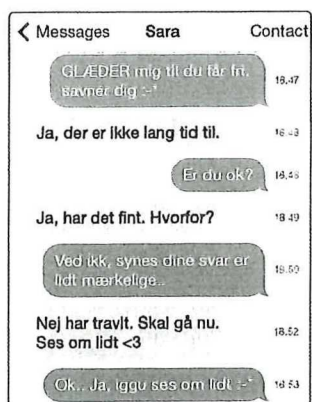 Messages Sara Contact
GLÆDER mig til du får fri.
savner dig :-*
18.47
Ja, der er ikke lang tid til.
Er du ok?
Ja, har det fint. Hvorfor?
18.49
Ved ikk, synes dine svar er
lidt mærkelige..
18.50
Nej har travlt. Skal gå nu.
Ses om lidt <3
18.52
Ok.. Ja, iggu ses om lidt :-*
18.53